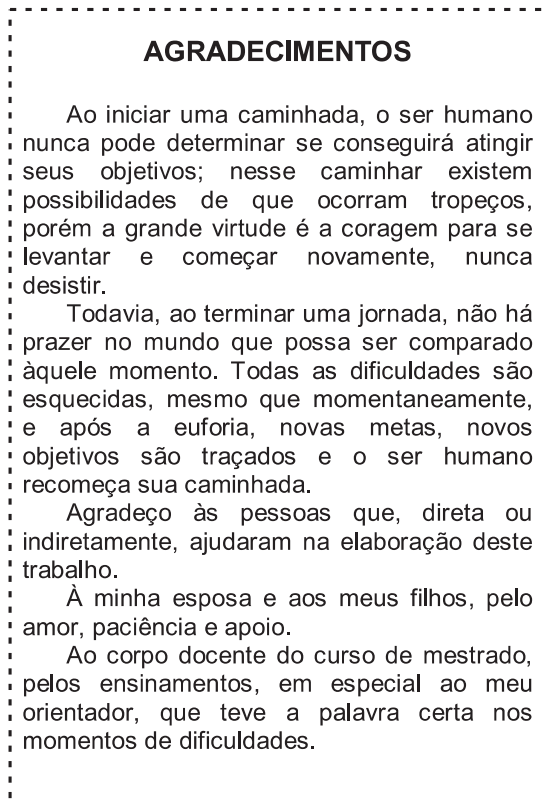 AGRADECIMENTOS
Ao iniciar uma caminhada, o ser humano
nunca pode determinar se conseguirá atingir
seus objetivos; nesse caminhar existem
possibilidades de que ocorram tropeços,
porém a grande virtude é a coragem para se
levantar e começar novamente, nunca
desistir.
Todavia, ao terminar uma jornada, não há
prazer no mundo que possa ser comparado
àquele momento. Todas as dificuldades são
esquecidas, mesmo que momentaneamente,
e após a euforia, novas metas, novos
objetivos são traçados e o ser humano
recomeça sua caminhada.
Agradeço às pessoas que, direta ou
indiretamente, ajudaram na elaboração deste
trabalho.
À minha esposa e aos meus filhos, pelo
amor, paciência e apoio.
Ao corpo docente do curso de mestrado,
pelos ensinamentos, em especial ao meu
orientador, que teve a palavra certa nos
momentos de dificuldades.